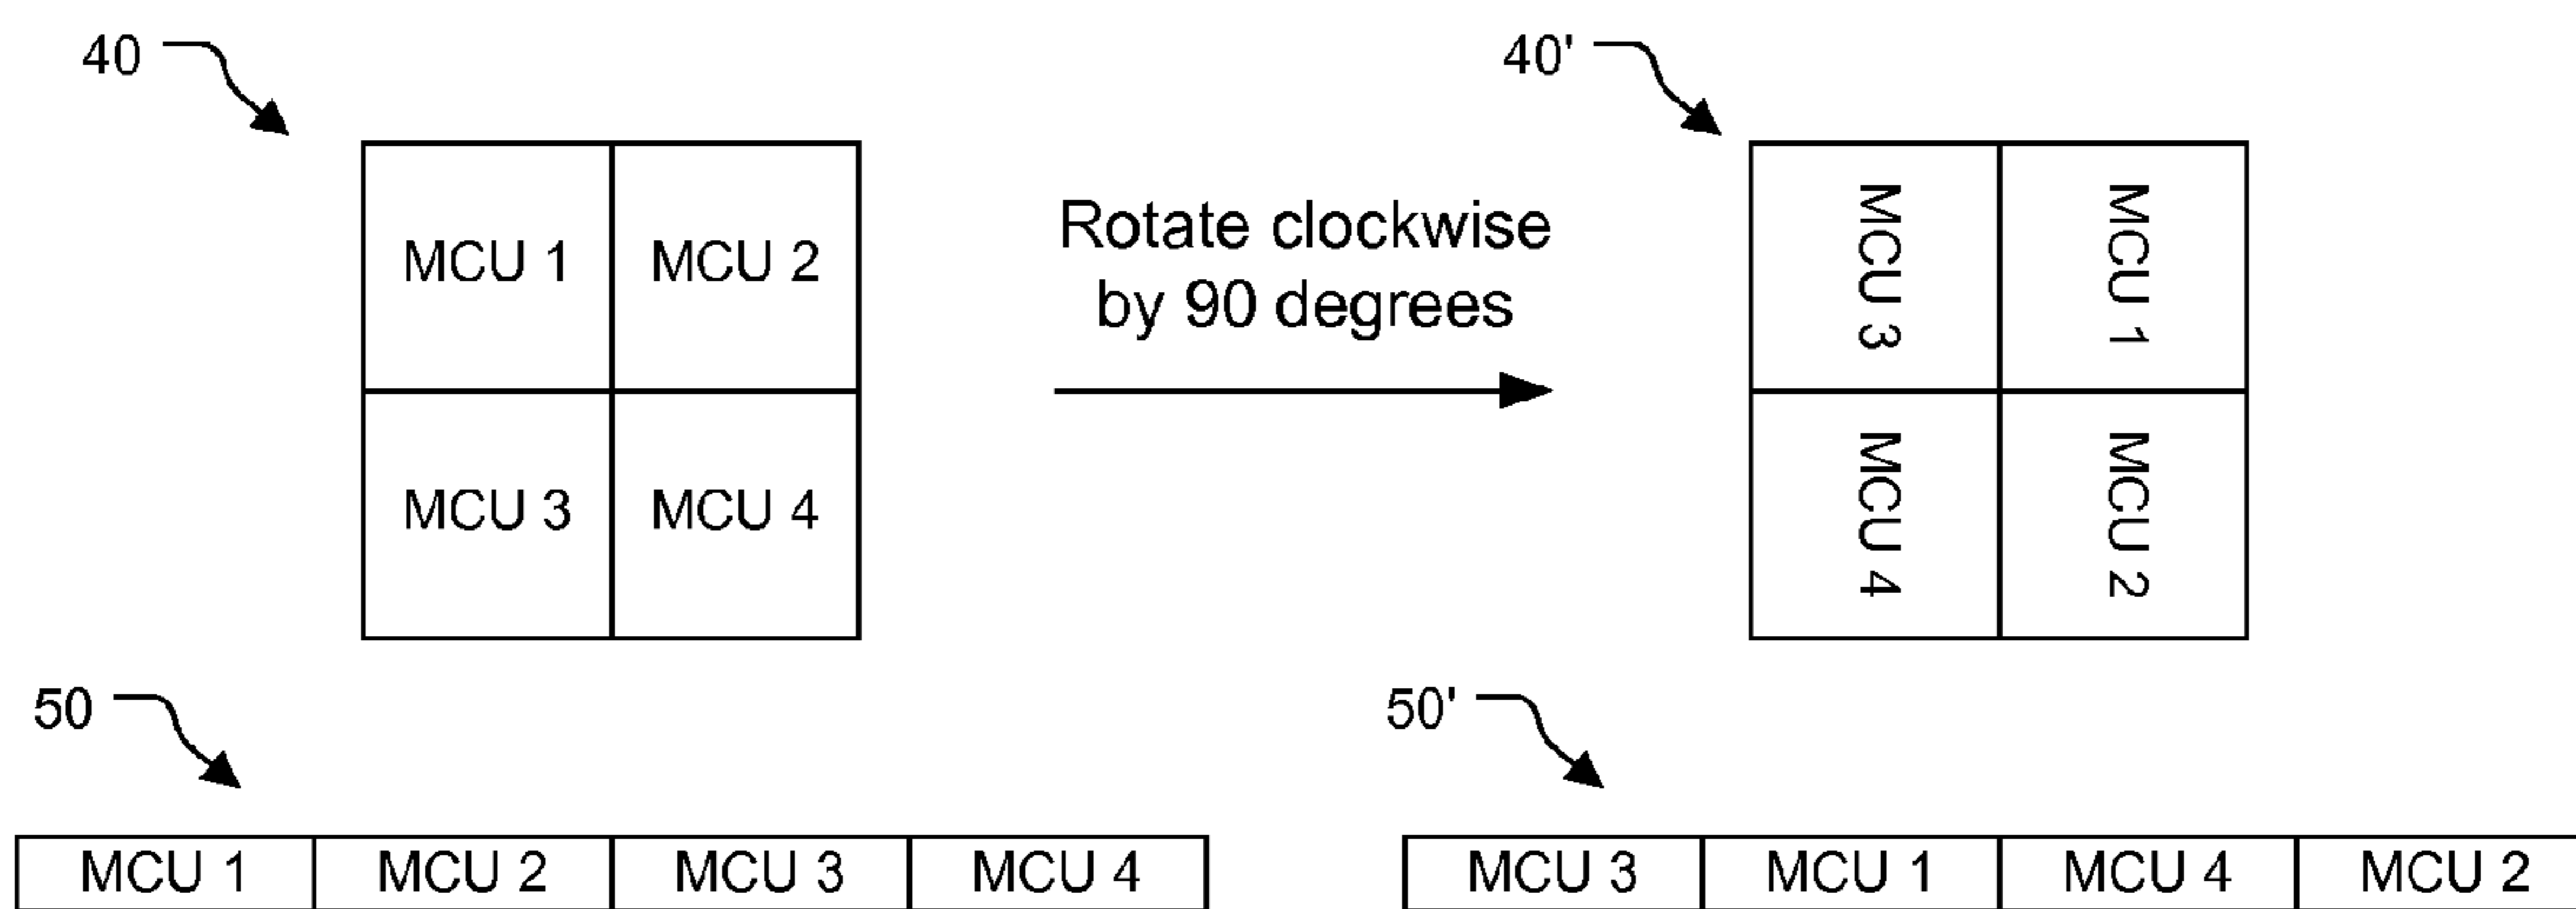 40
40'
MCU 1 MCU 2
MCU 3 MCU 4
Rotate clockwise
by 90 degrees
MCU 3 MCU 1
MCU 4 MCU 2
50
50'
MCU 1 MCU 2 MCU 3 MCU 4
MCU 3 MCU 1 MCU 4 MCU 2